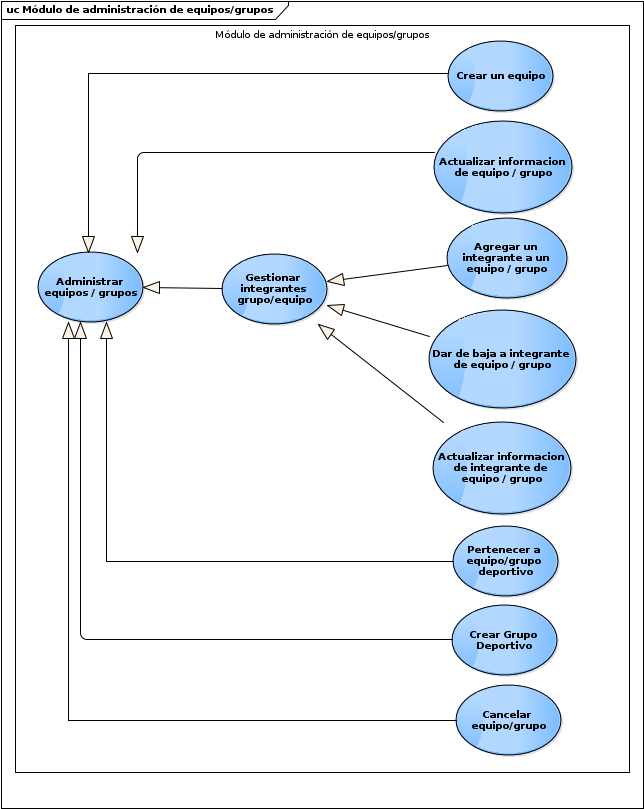 uc Módulo de administración de equipos/grupos
Módulo de administración de equipos/grupos
Crear un equipo
Actualizar informacion
de equipo / grupo
Agregar un
integrante a un
equipo / grupo
Administrar
equipos / grupos
Gestionar
integrantes
grupo/equipo
Dar de baja a integrante
de equipo / grupo
Actualizar informacion
de integrante de
equipo / grupo
Pertenecer a
equipo/grupo
deportivo
Crear Grupo
Deportivo
Cancelar
equipo/grupo